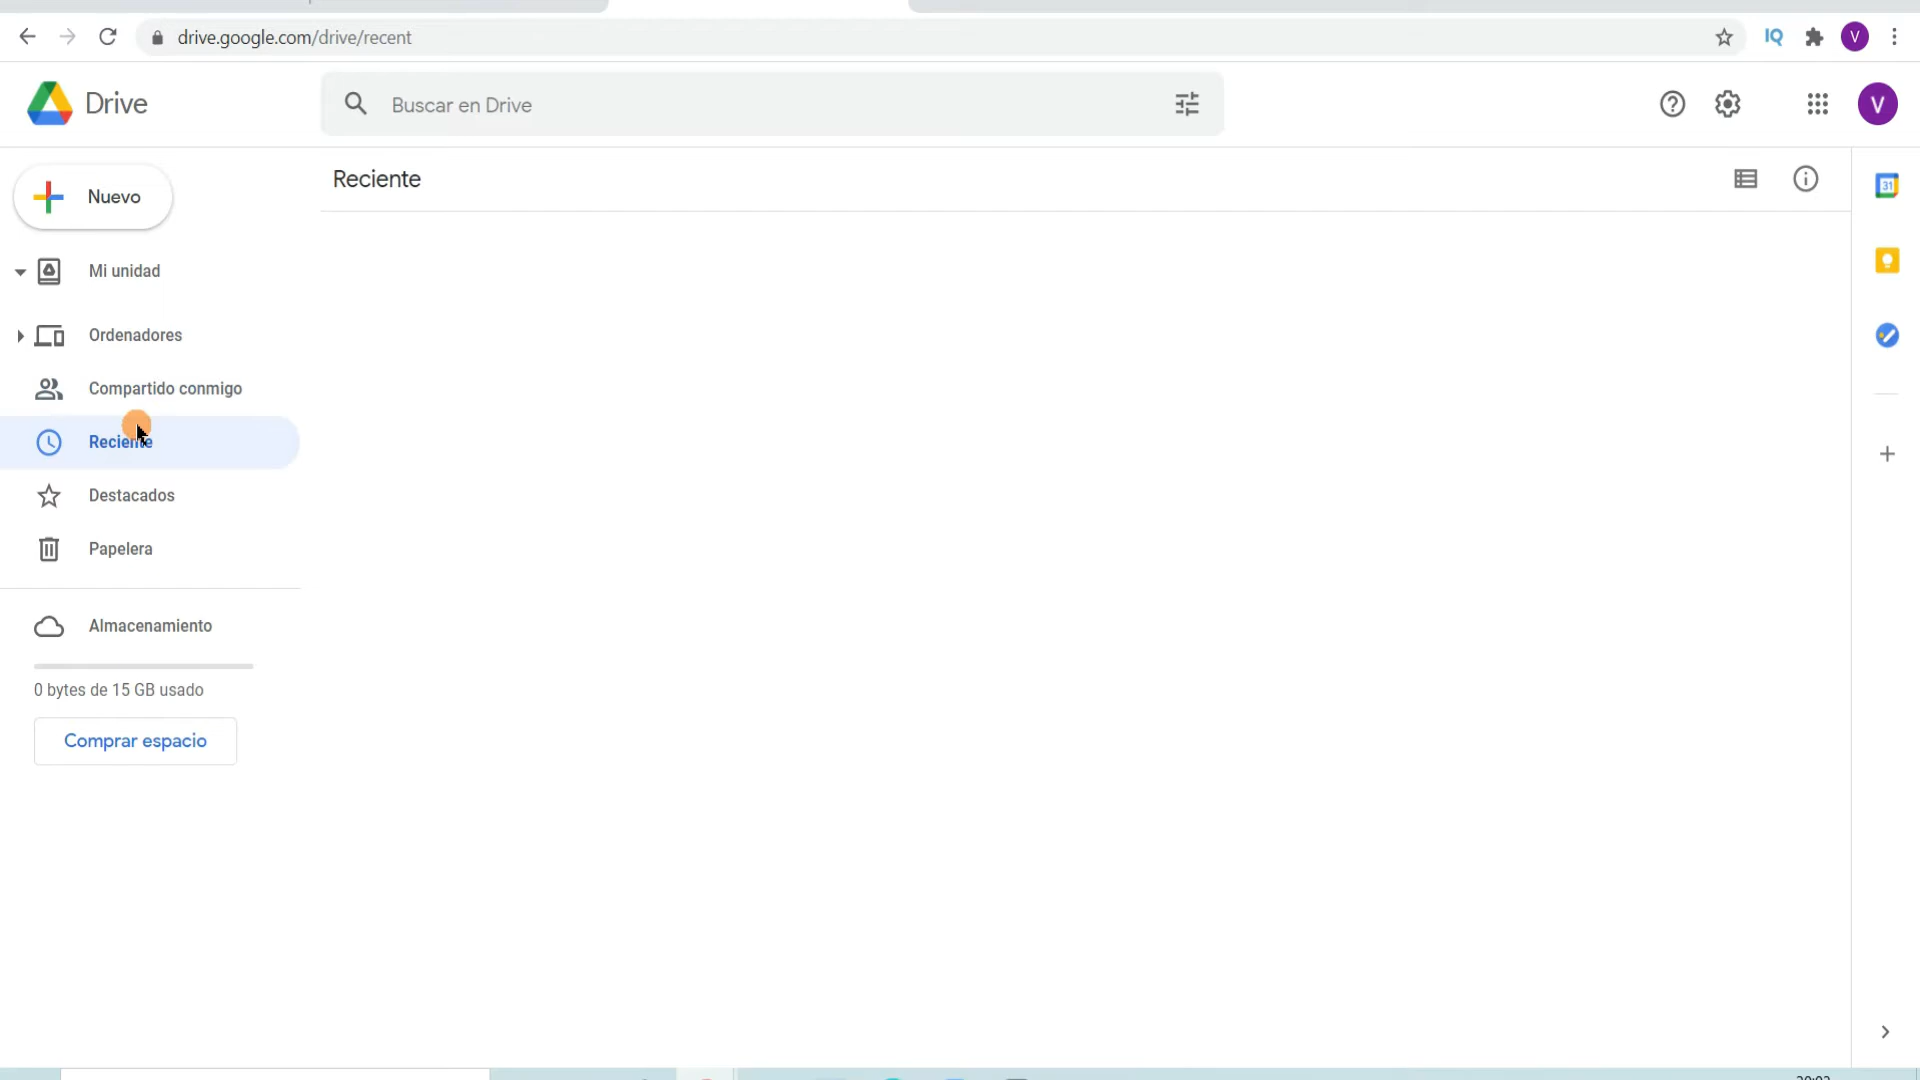 drive.google.com/drive/recent
IQ
V
Drive
Buscar en Drive
V
Nuevo
Reciente
31
Mi unidad
Ordenadores
Compartido conmigo
Reciente
Destacados
Papelera
Almacenamiento
0 bytes de 15 GB usado
Comprar espacio